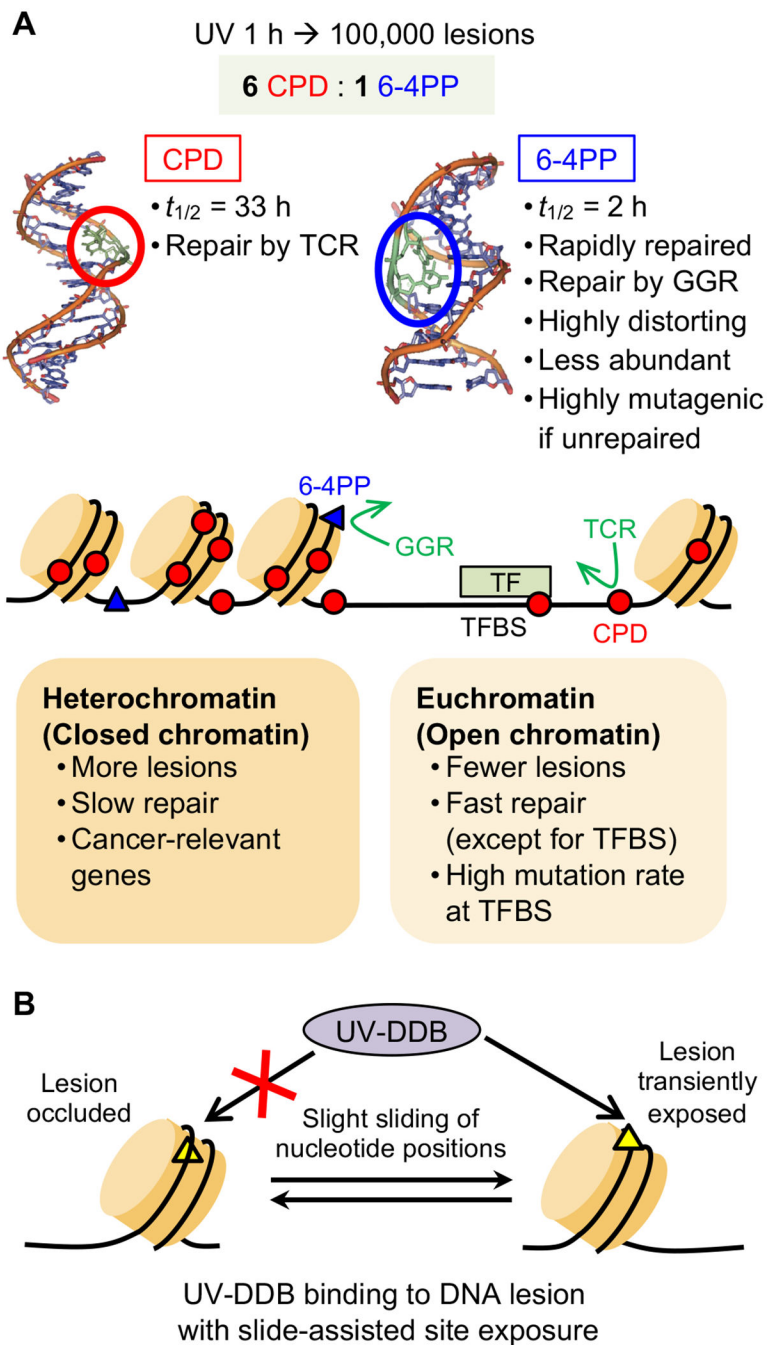 A
UV 1 h → 100,000 lesions
6 CPD : 1 6-4PP
CPD
• t1/2 = 33 h
• Repair by TCR
6-4PP
• t1/2 = 2 h
• Rapidly repaired
• Repair by GGR
• Highly distorting
• Less abundant
• Highly mutagenic
if unrepaired
6-4PP
GGR
TF
TFBS
TCR
CPD
Heterochromatin
(Closed chromatin)
• More lesions
• Slow repair
• Cancer-relevant
genes
Euchromatin
(Open chromatin)
• Fewer lesions
• Fast repair
(except for TFBS)
• High mutation rate
at TFBS
B
UV-DDB
Lesion
occluded
Slight sliding of
nucleotide positions
Lesion
transiently
exposed
UV-DDB binding to DNA lesion
with slide-assisted site exposure